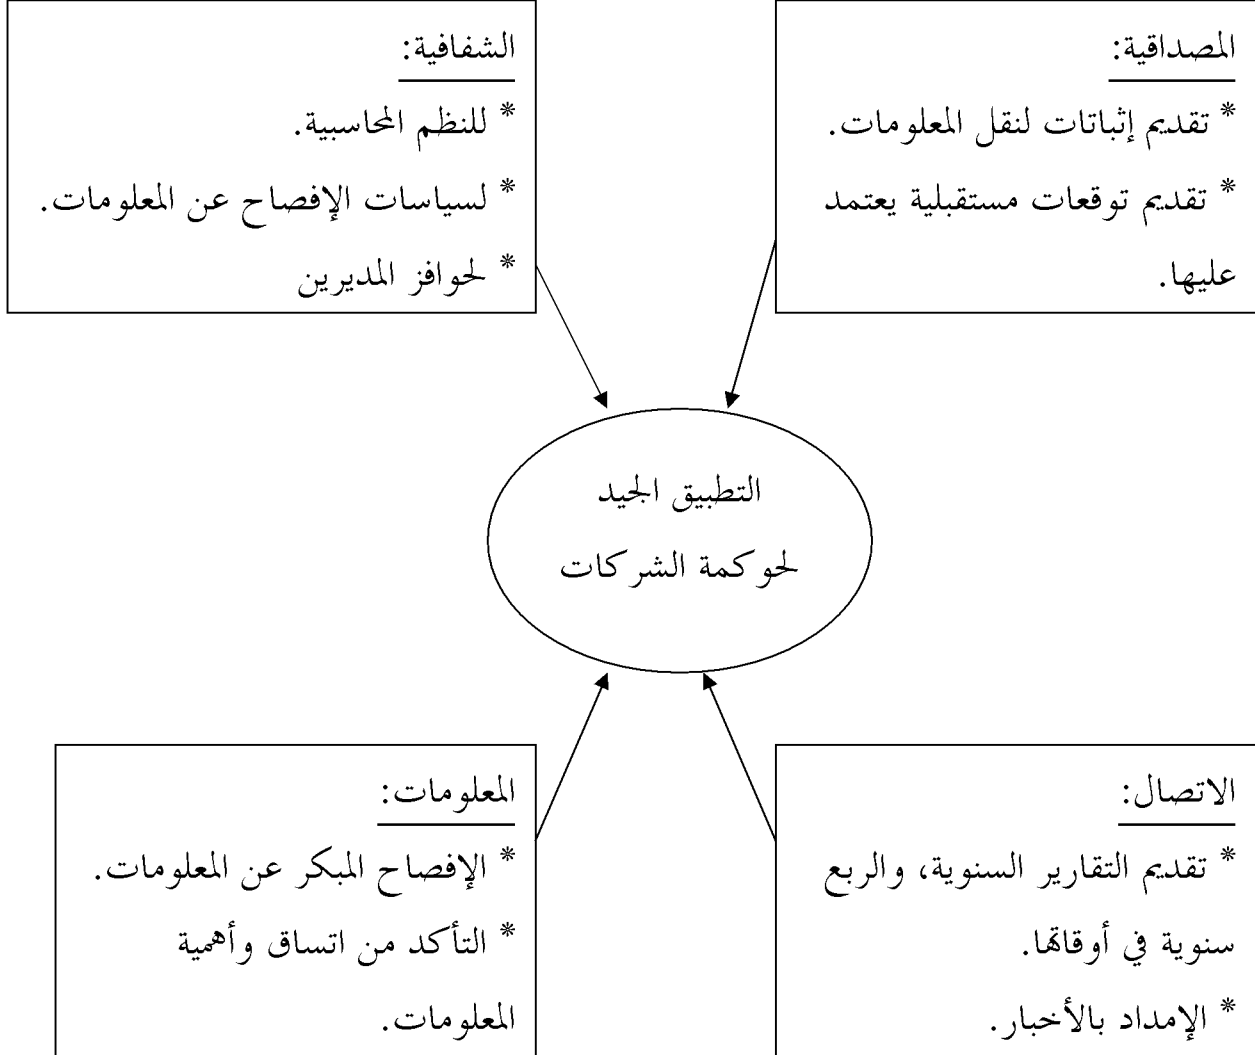 المصداقية:
* تقديم إثباتات لنقل المعلومات.
* تقديم توقعات مستقبلية يعتمد
عليها.
الشفافية:
* للنظم المحاسبية.
* لسياسات الإفصاح عن المعلومات.
* لحوافز المديرين
التطبيق الجيد
لحوكمة الشركات
الاتصال:
* تقديم التقارير السنوية، والربع
سنوية في أوقاتها.
* الإمداد بالأخبار.
المعلومات:
* الإفصاح المبكر عن المعلومات.
* التأكد من اتساق وأهمية
المعلومات.